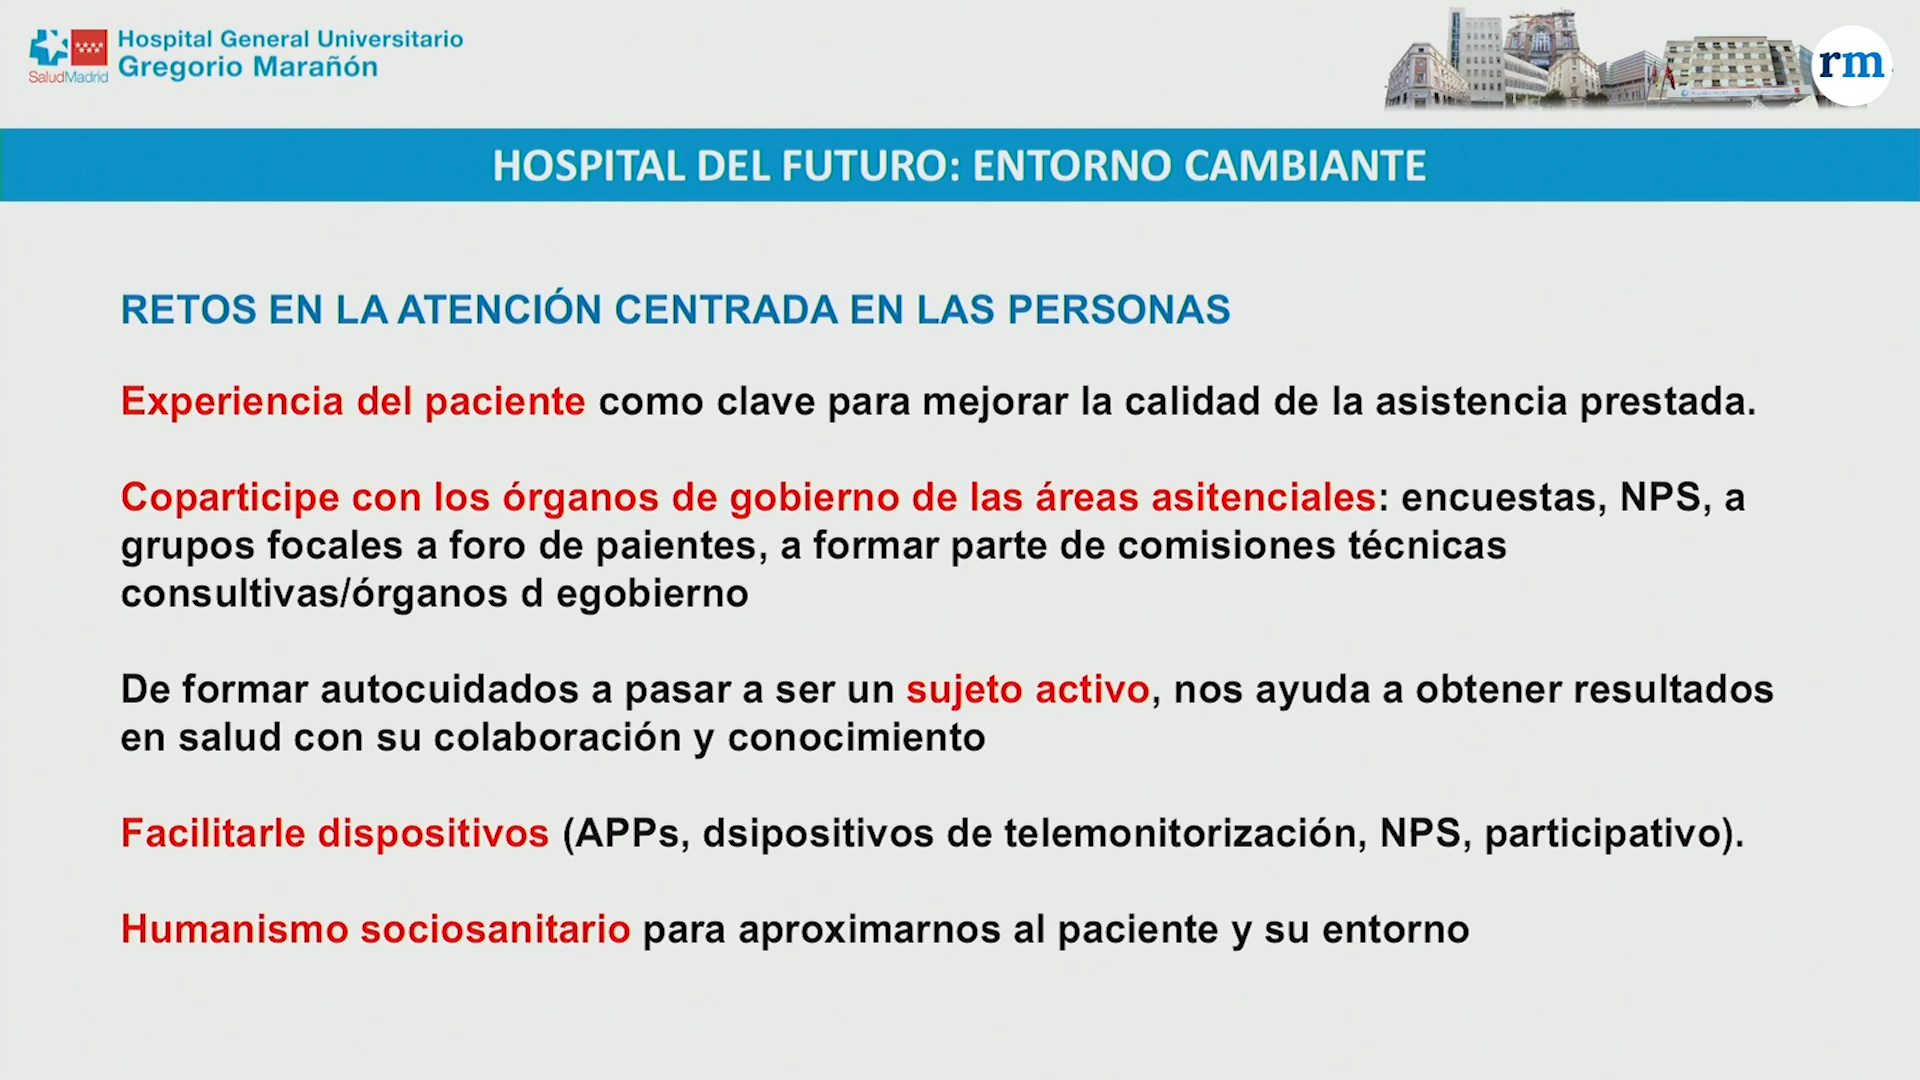 Hospital General Universitario
Gregorio Marañón
SaludMadrid
rm
HOSPITAL DEL FUTURO: ENTORNO CAMBIANTE
RETOS EN LA ATENCIÓN CENTRADA EN LAS PERSONAS
Experiencia del paciente como clave para mejorar la calidad de la asistencia prestada.
Coparticipe con los órganos de gobierno de las áreas asitenciales: encuestas, NPS, a
grupos focales a foro de paientes, a formar parte de comisiones técnicas
consultivas/órganos d egobierno
De formar autocuidados a pasar a ser un sujeto activo, nos ayuda a obtener resultados
en salud con su colaboración y conocimiento
Facilitarle dispositivos (APPs, dsipositivos de telemonitorización, NPS, participativo).
Humanismo sociosanitario para aproximarnos al paciente y su entorno